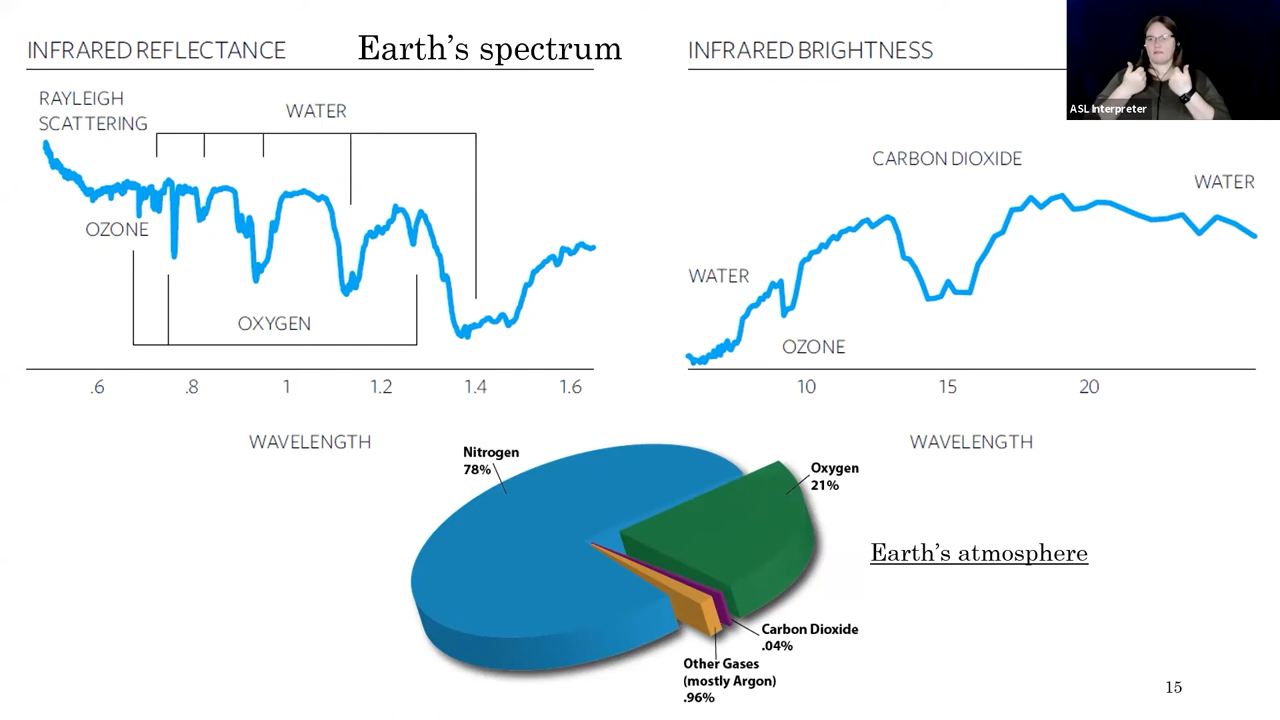 INFRARED REFLECTANCE
Earth's spectrum
INFRARED BRIGHTNESS
ASL Interpreter
RAYLEIGH
SCATTERING
WATER
OZONE
OXYGEN
.6 .8 1 1.2 1.4 1.6
WAVELENGTH
CARBON DIOXIDE
WATER
WATER
OZONE
10 15 20
WAVELENGTH
Nitrogen
78%
Oxygen
21%
Earth's atmosphere
Carbon Dioxide
.04%
Other Gases
(mostly Argon)
.96%
15